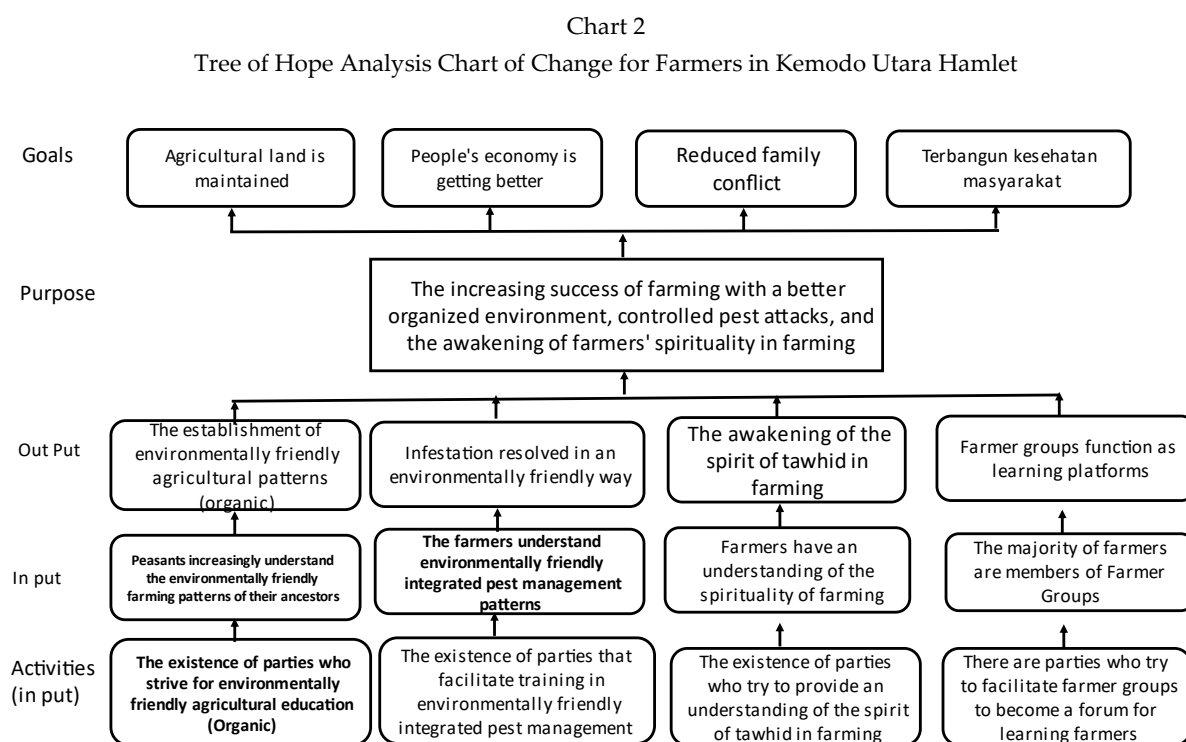 Chart 2
Tree of Hope Analysis Chart of Change for Farmers in Kemodo Utara Hamlet
Goals
Agricultural land is
maintained
People's economy is
getting better
Reduced family
conflict
Terbangun kesehatan
masyarakat
Purpose
The increasing success of farming with a better
organized environment, controlled pest attacks, and
the awakening of farmers' spirituality in farming
Out Put
The establishment of
environmentally friendly
agricultural patterns
(organic)
Infestation resolved in an
environmentally friendly way
The awakening of the
spirit of tawhid in
farming
Farmer groups function as
learning platforms
In put
Peasants increasingly understand
the environmentally friendly
farming patterns of their ancestors
The farmers understand
environmentally friendly
integrated pest management
patterns
Farmers have an
understanding of the
spirituality of farming
The majority of farmers
are members of Farmer
Groups
Activities
(in put)
The existence of parties who
strive for environmentally
friendly agricultural education
(Organic)
The existence of parties that
facilitate training in
environmentally friendly
integrated pest management
The existence of parties
who try to provide an
understanding of the spirit
of tawhid in farming
There are parties who try
to facilitate farmer groups
to become a forum for
learning farmers